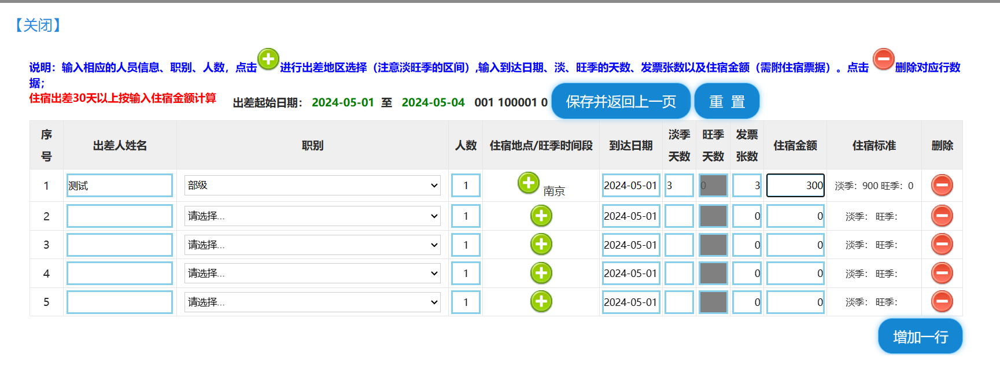 【关闭】
说明：输入相应的人员信息、职别、人数，点击进行出差地区选择（注意淡旺季的区间）,输入到达日期、淡、旺季的天数、发票张数以及住宿金额（需附住宿票据）。点击删除对应行数
据；
住宿出差30天以上按输入住宿金额计算 出差起始日期： 2024-05-01 至 2024-05-04 001 100001 0 保存并返回上一页 重 置
序号 出差人姓名 职别 人数 住宿地点/旺季时间段 到达日期 淡季天数 旺季天数 发票张数 住宿金额 住宿标准 删除
1 测试 部级 1 南京 2024-05-01 3 0 3 300 淡季：900 旺季：0
2 请选择... 1 2024-05-01 0 0 淡季： 旺季：
3 请选择... 1 2024-05-01 0 0 淡季： 旺季：
4 请选择... 1 2024-05-01 0 0 淡季： 旺季：
5 请选择... 1 2024-05-01 0 0 淡季： 旺季：
增加一行